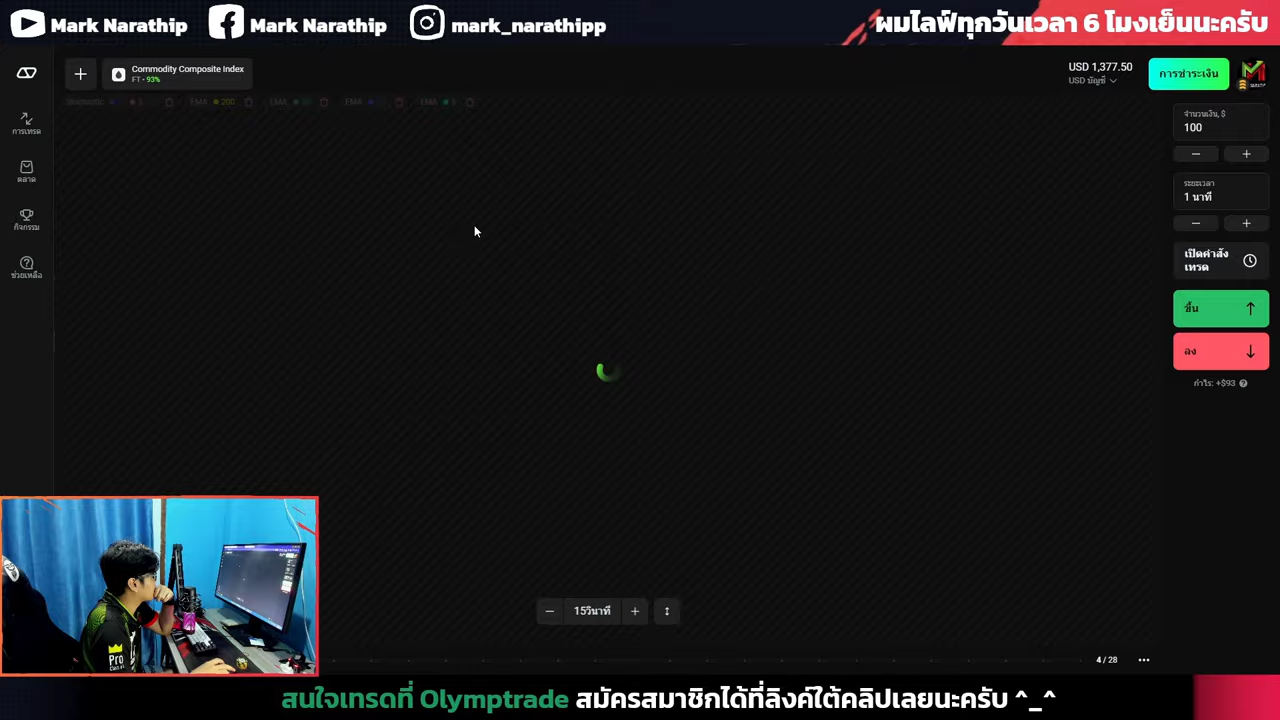 Mark Narathip
Mark Narathip
mark_narathipp
ผมไลฟ์ทุกวันเวลา 6 โมงเย็นนะครับ
Commodity Composite Index
FT • 93%
USD 1,377.50
USD บัญชี
การชำระเงิน
EMA 200
EMA
EMA
EMA
การเทรด
ตลาด
กิจกรรม
ช่วยเหลือ
จำนวนเงิน, $
100
ระยะเวลา
1 นาที
เปิดคำสั่ง
เทรด
ขึ้น
ลง
กำไร: +$93
15วินาที
4 / 28
Pro
สนใจเทรดที่ Olymptrade สมัครสมาชิกได้ที่ลิงค์ใต้คลิปเลยนะครับ ^_^